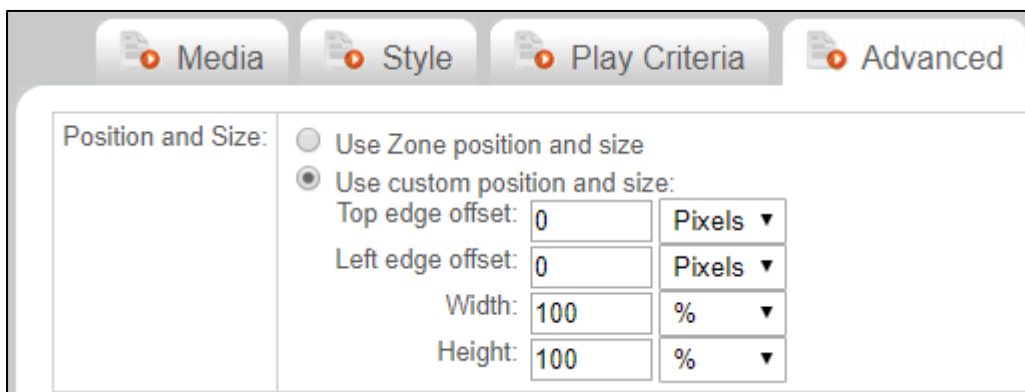 Media Style Play Criteria Advanced
Position and Size: Use Zone position and size
Use custom position and size:
Top edge offset: 0 Pixels
Left edge offset: 0 Pixels
Width: 100 %
Height: 100 %